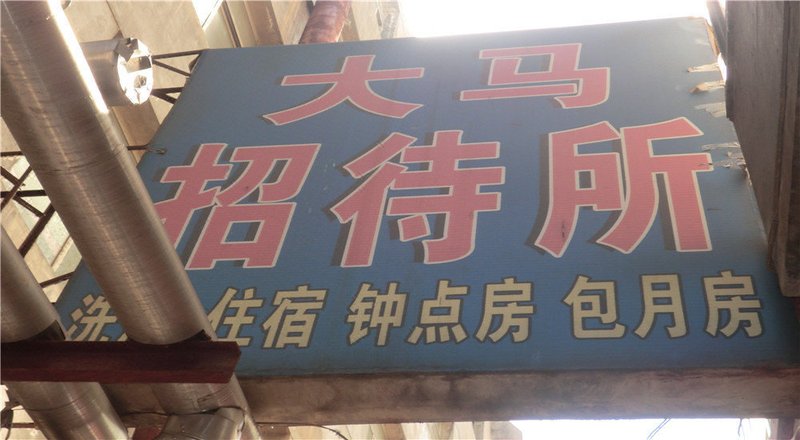 大马
招待所
洗 住宿 钟点房 包月房